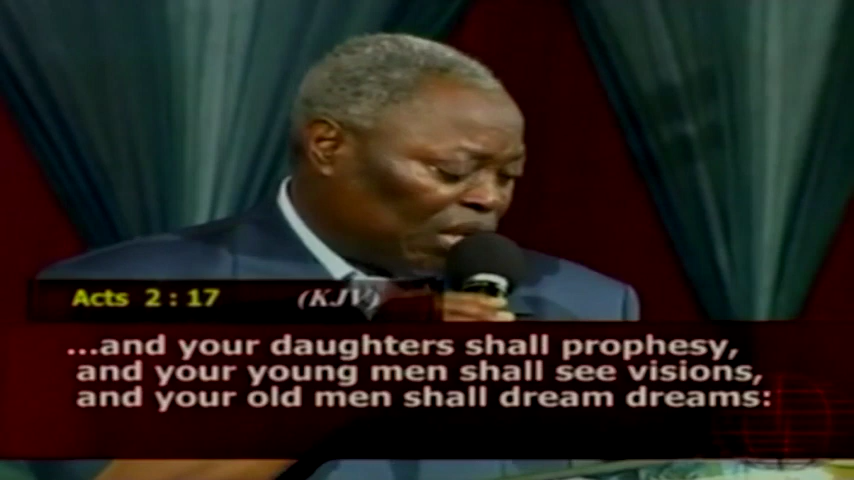 Acts 2 : 17 (KJV)
...and your daughters shall prophesy,
and your young men shall see visions,
and your old men shall dream dreams: